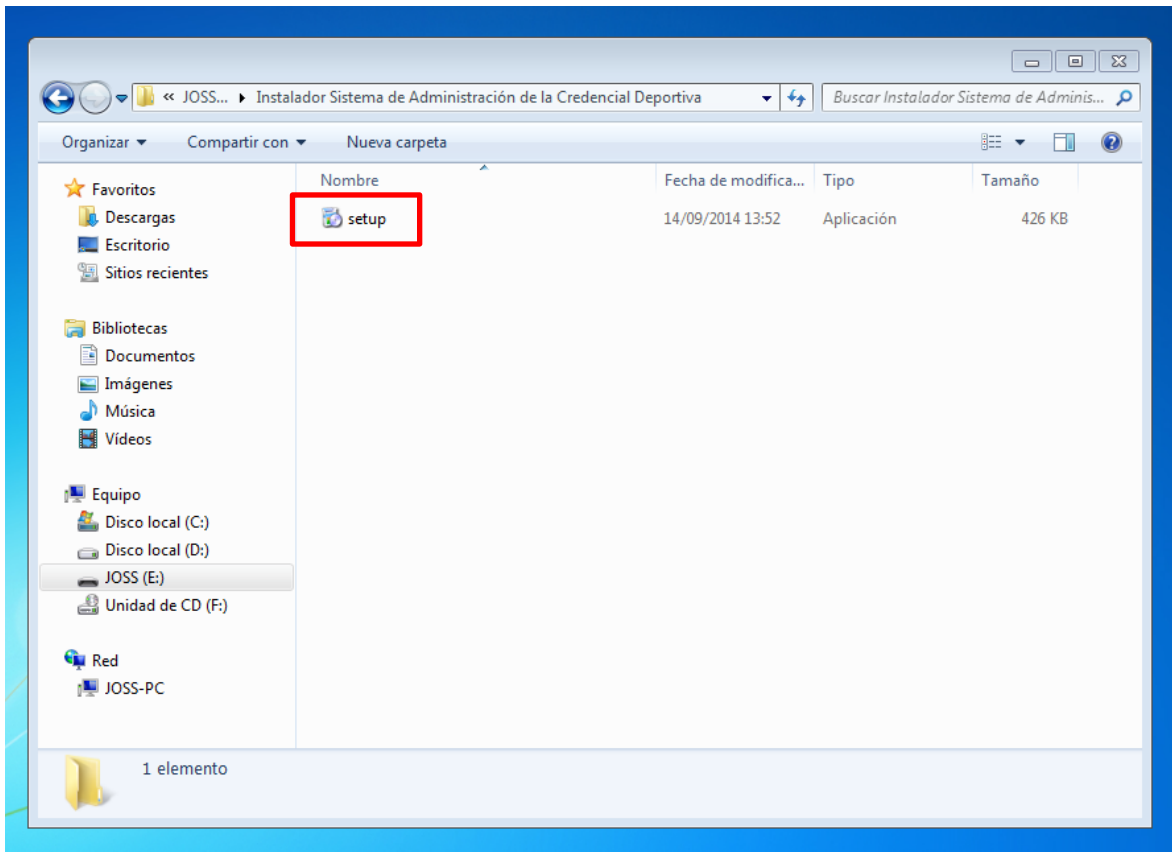 « JOSS... Instalador Sistema de Administración de la Credencial Deportiva
Buscar Instalador Sistema de Adminis...
Organizar Compartir con Nueva carpeta
Nombre Fecha de modifica... Tipo Tamaño
setup 14/09/2014 13:52 Aplicación 426 KB
Favoritos
Descargas
Escritorio
Sitios recientes
Bibliotecas
Documentos
Imágenes
Música
Vídeos
Equipo
Disco local (C:)
Disco local (D:)
JOSS (E:)
Unidad de CD (F:)
Red
JOSS-PC
1 elemento